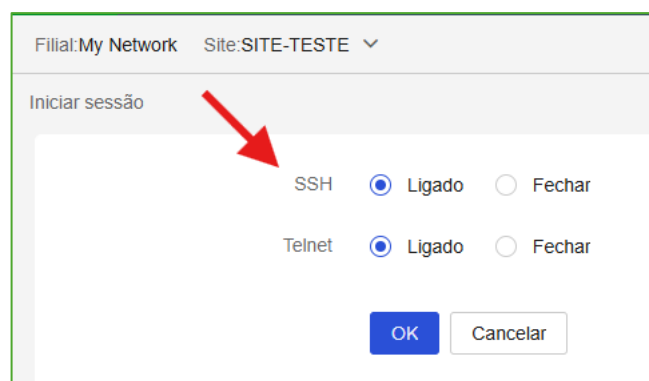 Filial:My Network Site:SITE-TESTE
Iniciar sessão
SSH Ligado Fechar
Telnet Ligado Fechar
OK Cancelar